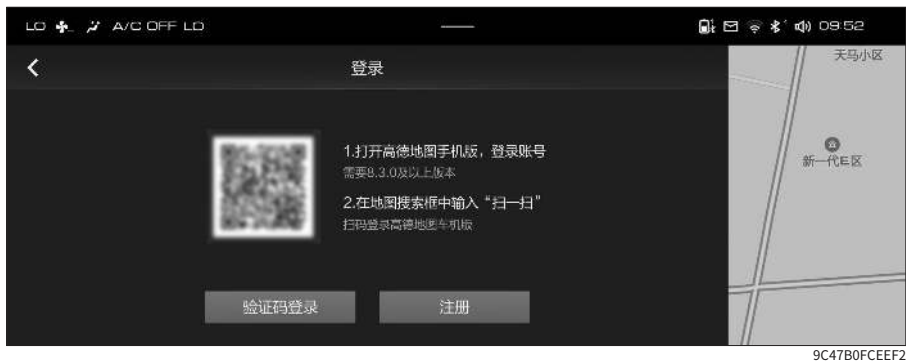 LO A/C OFF LO 09:52
登录
天马小区
1.打开高德地图手机版，登录账号
需要8.3.0及以上版本
新一代E区
2.在地图搜索框中输入“扫一扫”
扫码登录高德地图车机版
验证码登录 注册
9C47B0FCEEF2